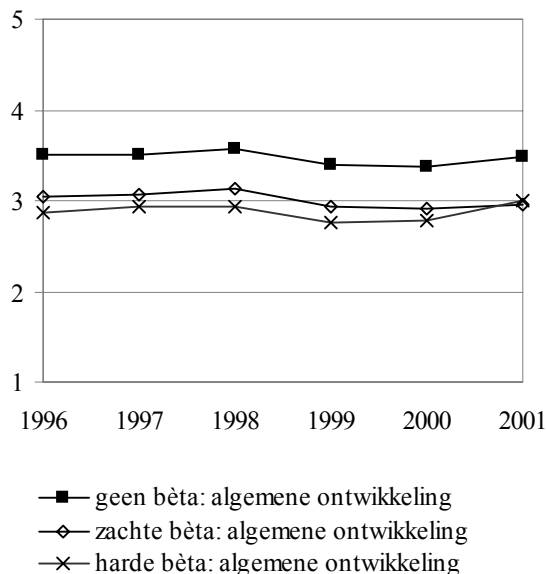 5
4
3
2
1
1996 1997 1998 1999 2000 2001
geen bèta: algemene ontwikkeling
zachte bèta: algemene ontwikkeling
harde bèta: algemene ontwikkeling